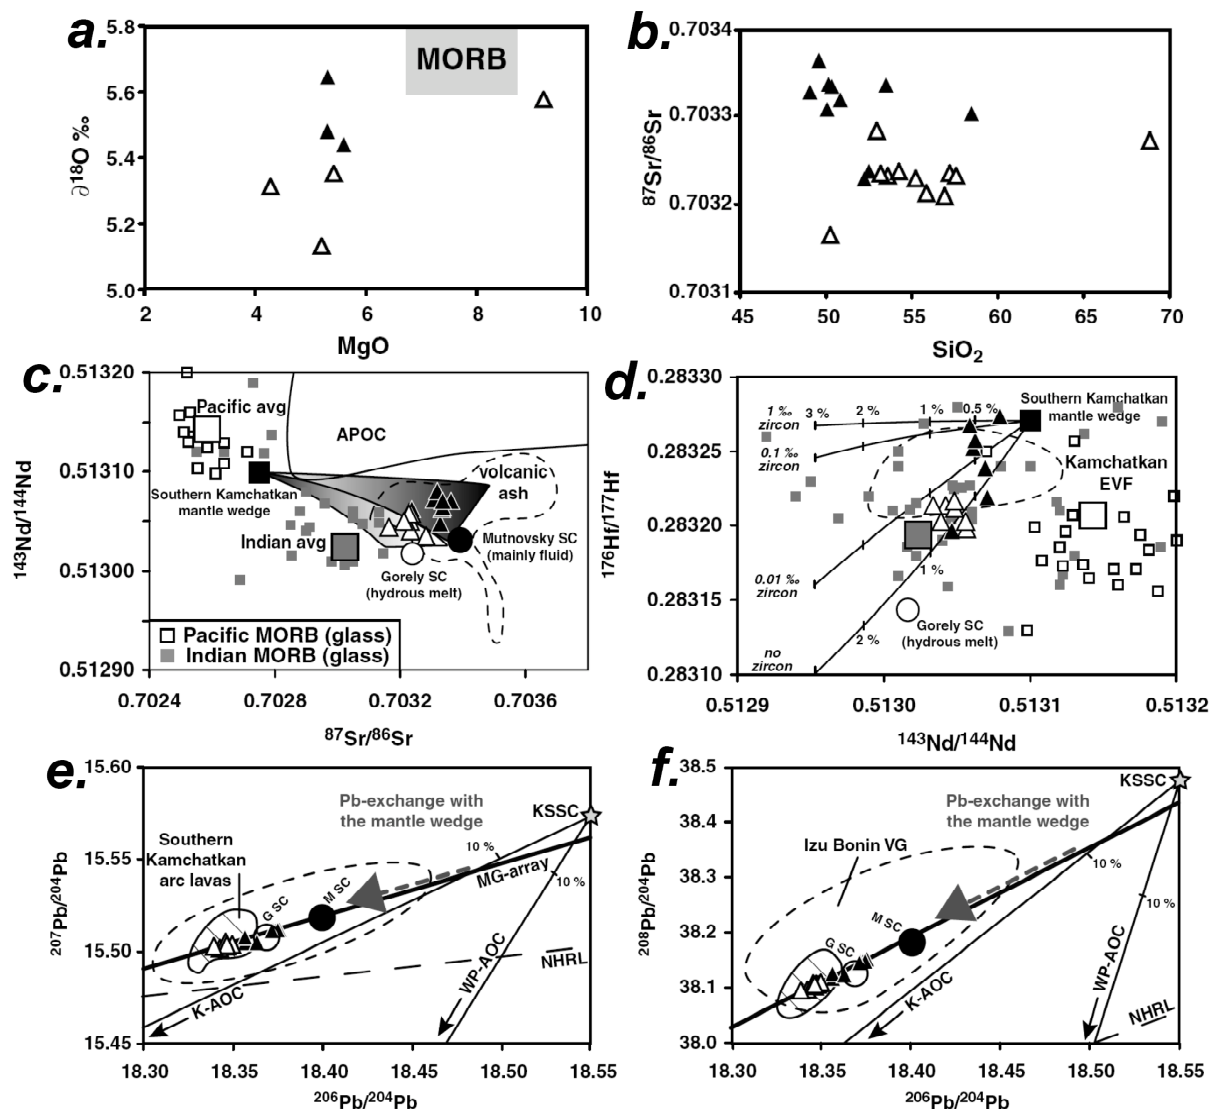 a.
5.8
5.6
5.4
5.2
5.0
∂18O ‰
MORB
2
4
6
8
10
MgO
b.
0.7034
0.7033
0.7032
0.7031
87Sr/86Sr
45
50
55
60
65
70
SiO2
c.
0.51320
0.51310
0.51300
0.51290
143Nd/144Nd
Pacific avg
APOC
volcanic
ash
Southern Kamchatkan
mantle wedge
Indian avg
Mutnovsky SC
(mainly fluid)
Gorely SC
(hydrous melt)
Pacific MORB (glass)
Indian MORB (glass)
0.7024
0.7028
0.7032
0.7036
87Sr/86Sr
d.
0.28330
0.28325
0.28320
0.28315
0.28310
176Hf/177Hf
Southern Kamchatkan
mantle wedge
1 ‰
zircon
3 %
2 %
1 %
0.5 %
0.1 ‰
zircon
Kamchatkan
EVF
0.01 ‰
zircon
1 %
Gorely SC
(hydrous melt)
2 %
no
zircon
0.5129
0.5130
0.5131
0.5132
143Nd/144Nd
e.
15.60
15.55
15.50
15.45
207Pb/204Pb
Pb-exchange with
the mantle wedge
KSSC
Southern
Kamchatkan
arc lavas
10 %
MG-array
10 %
M SC
G SC
NHRL
WP-AOC
K-AOC
18.30
18.35
18.40
18.45
18.50
18.55
206Pb/204Pb
f.
38.5
38.4
38.3
38.2
38.1
38.0
208Pb/204Pb
KSSC
Pb-exchange with
the mantle wedge
Izu Bonin VG
10 %
10 %
M SC
G SC
WP-AOC
K-AOC
NHRL
18.30
18.35
18.40
18.45
18.50
18.55
206Pb/204Pb